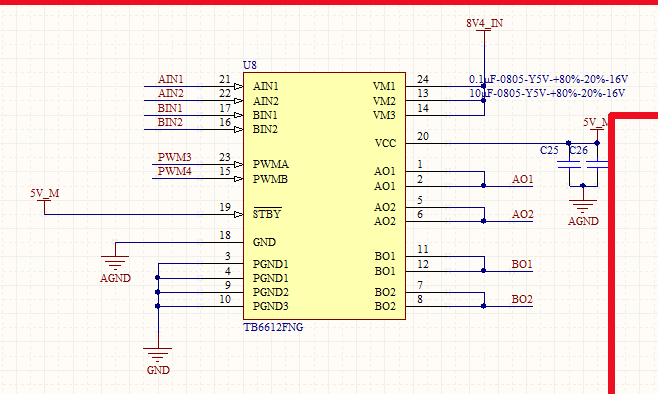 8V4_IN
U8
AIN1 21 AIN1 VM1 24 0.1uF-0805-Y5V-+80%-20%-16V
AIN2 22 AIN2 VM2 13 10uF-0805-Y5V-+80%-20%-16V
BIN1 17 BIN1 VM3 14
BIN2 16 BIN2
5V_M
VCC 20
C25 C26
PWM3 23 PWMA AO1 1
PWM4 15 PWMB AO1 2 AO1
5V_M
19 STBY AO2 5
AO2 6 AO2
AGND
18 GND
3 PGND1 BO1 11
4 PGND1 BO1 12 BO1
AGND
9 PGND2 BO2 7
10 PGND3 BO2 8 BO2
TB6612FNG
GND